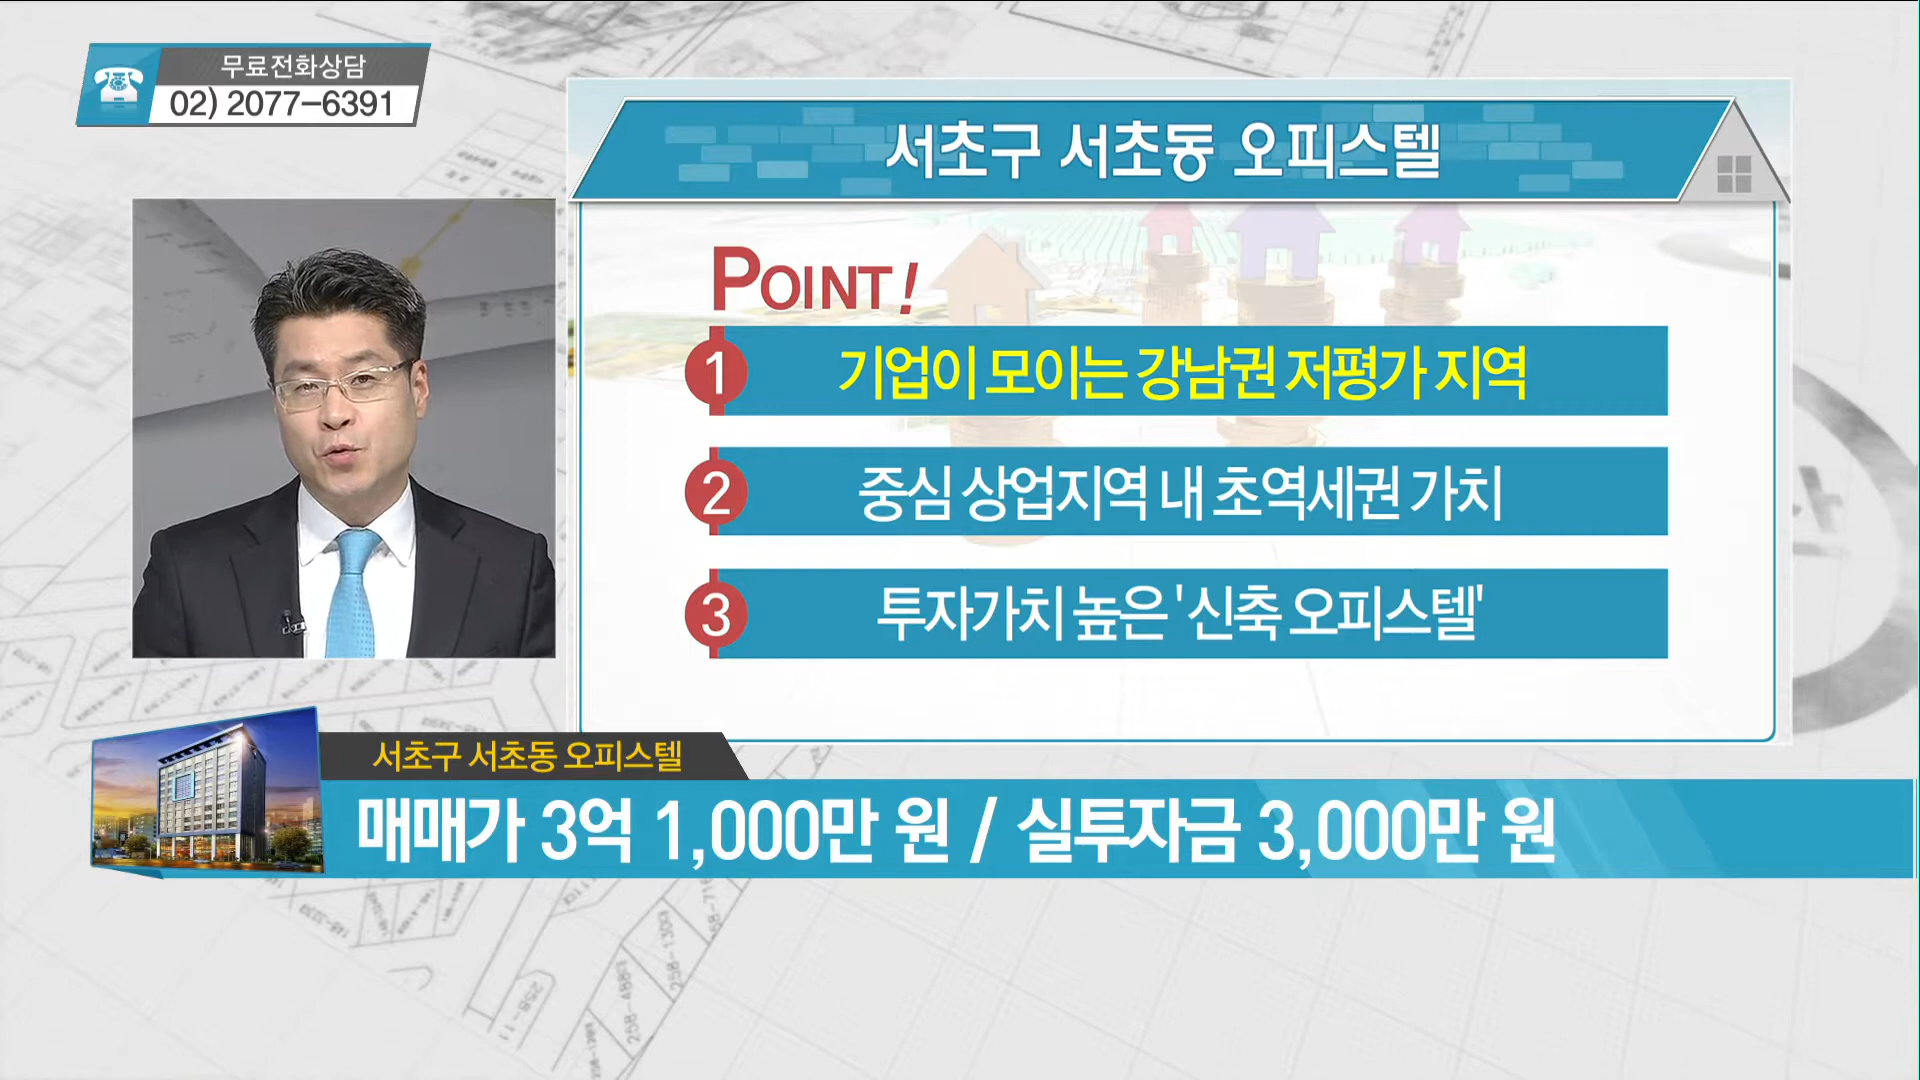 무료전화상담
02) 2077-6391
서초구 서초동 오피스텔
POINT!
1 기업이 모이는 강남권 저평가 지역
2 중심 상업지역 내 초역세권 가치
3 투자가치 높은 '신축 오피스텔'
서초구 서초동 오피스텔
매매가 3억 1,000만 원 / 실투자금 3,000만 원